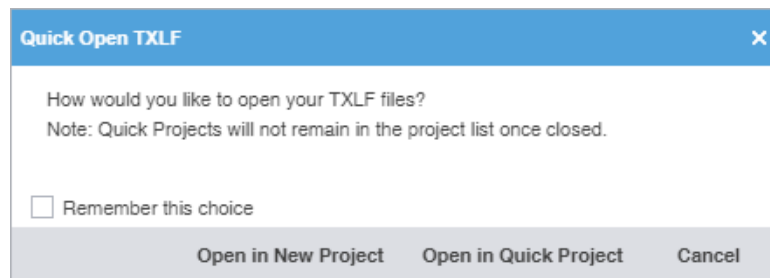 Quick Open TXLF
How would you like to open your TXLF files?
Note: Quick Projects will not remain in the project list once closed.
Remember this choice
Open in New Project Open in Quick Project Cancel